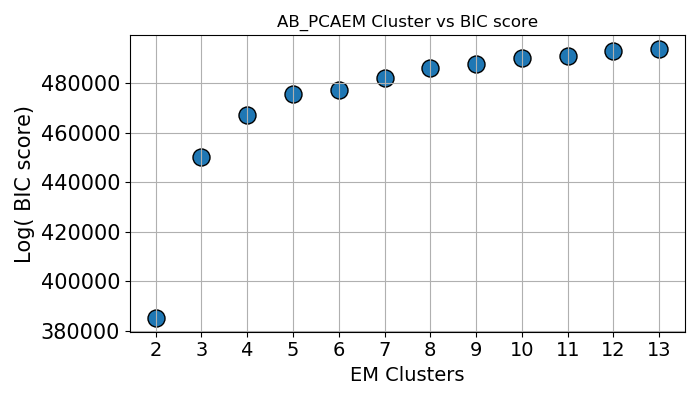 AB_PCAEM Cluster vs BIC score
Log( BIC score)
480000
460000
440000
420000
400000
380000
2 3 4 5 6 7 8 9 10 11 12 13
EM Clusters